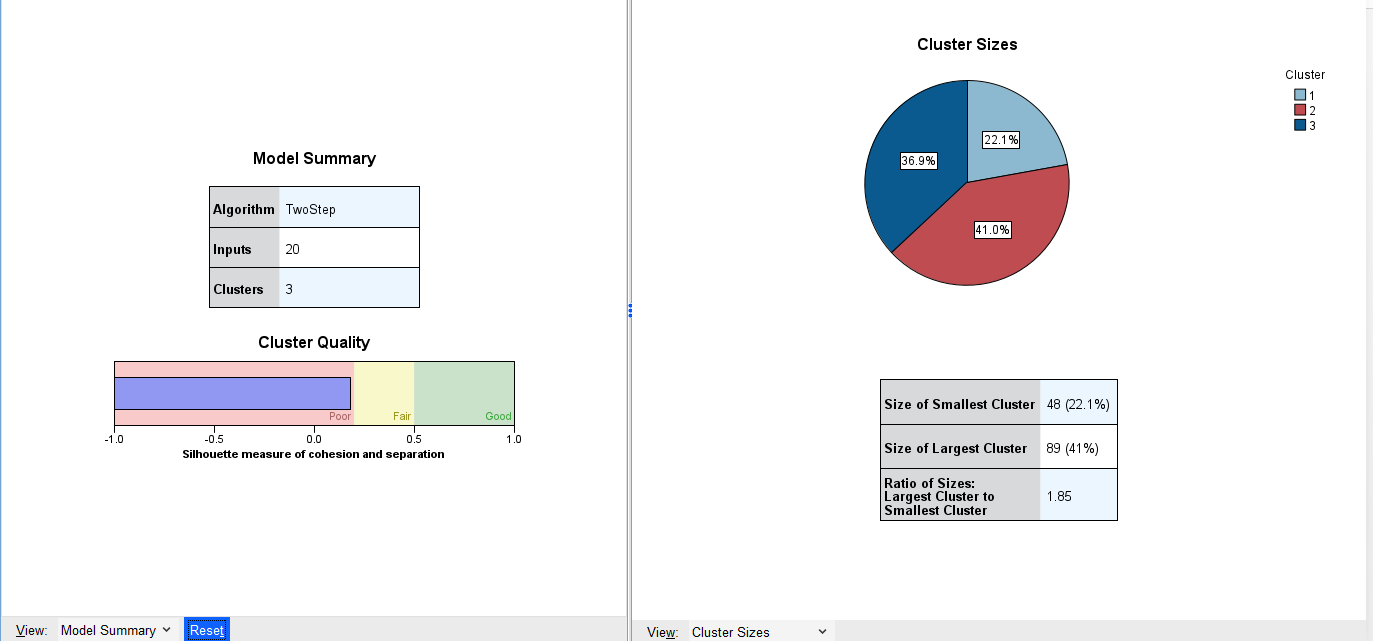 Model Summary
Algorithm TwoStep
Inputs 20
Clusters 3
Cluster Quality
Poor Fair Good
-1.0 -0.5 0.0 0.5 1.0
Silhouette measure of cohesion and separation
View: Model Summary Reset
Cluster Sizes
Cluster
1
2
3
22.1%
36.9%
41.0%
Size of Smallest Cluster 48 (22.1%)
Size of Largest Cluster 89 (41%)
Ratio of Sizes:
Largest Cluster to
Smallest Cluster 1.85
View: Cluster Sizes